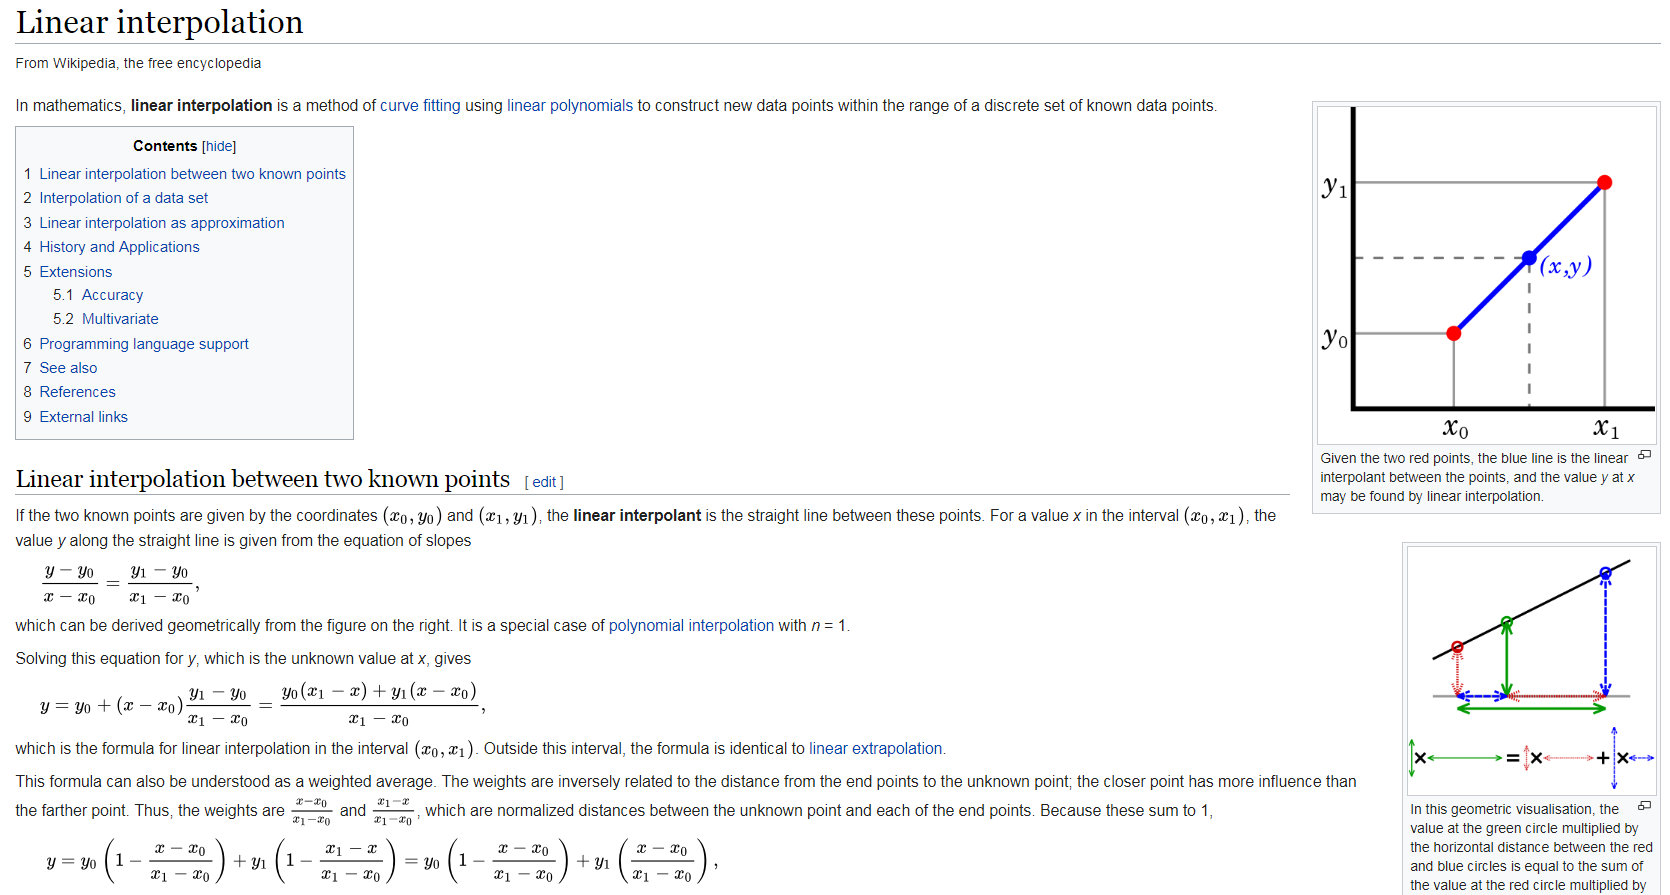 Linear interpolation
From Wikipedia, the free encyclopedia
In mathematics, linear interpolation is a method of curve fitting using linear polynomials to construct new data points within the range of a discrete set of known data points.
Contents [hide]
1 Linear interpolation between two known points
2 Interpolation of a data set
3 Linear interpolation as approximation
4 History and Applications
5 Extensions
5.1 Accuracy
5.2 Multivariate
6 Programming language support
7 See also
8 References
9 External links
y₁
(x,y)
y₀
x₀ x₁
Given the two red points, the blue line is the linear
interpolant between the points, and the value y at x
may be found by linear interpolation.
Linear interpolation between two known points [ edit ]
If the two known points are given by the coordinates (x₀, y₀) and (x₁, y₁), the linear interpolant is the straight line between these points. For a value x in the interval (x₀, x₁), the
value y along the straight line is given from the equation of slopes
(y − y₀)/(x − x₀) = (y₁ − y₀)/(x₁ − x₀),
which can be derived geometrically from the figure on the right. It is a special case of polynomial interpolation with n = 1.
Solving this equation for y, which is the unknown value at x, gives
y = y₀ + (x − x₀) (y₁ − y₀)/(x₁ − x₀) = (y₀(x₁ − x) + y₁(x − x₀))/(x₁ − x₀),
which is the formula for linear interpolation in the interval (x₀, x₁). Outside this interval, the formula is identical to linear extrapolation.
This formula can also be understood as a weighted average. The weights are inversely related to the distance from the end points to the unknown point; the closer point has more influence than
the farther point. Thus, the weights are (x−x₀)/(x₁−x₀) and (x₁−x)/(x₁−x₀), which are normalized distances between the unknown point and each of the end points. Because these sum to 1,
y = y₀ (1 − (x − x₀)/(x₁ − x₀)) + y₁ (1 − (x₁ − x)/(x₁ − x₀)) = y₀ (1 − (x − x₀)/(x₁ − x₀)) + y₁ ((x − x₀)/(x₁ − x₀)),
× = × + ×
In this geometric visualisation, the
value at the green circle multiplied by
the horizontal distance between the red
and blue circles is equal to the sum of
the value at the red circle multiplied by